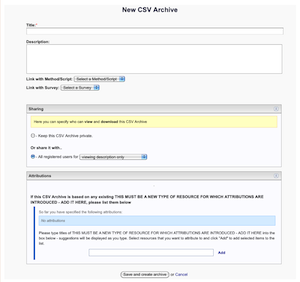 New CSV Archive
Title:*
Description:
Link with Method/Script: Select a Method/Script
Link with Survey: Select a Survey
Sharing
Here you can specify who can view and download this CSV Archive
- Keep this CSV Archive private.
Or share it with..
- All registered users for viewing description only
Attributions
If this CSV Archive is based on any existing THIS MUST BE A NEW TYPE OF RESOURCE FOR WHICH ATTRIBUTIONS ARE
INTRODUCED - ADD IT HERE, please list them below
So far you have specified the following attributions.
No attributions
Please type titles of THIS MUST BE A NEW TYPE OF RESOURCE FOR WHICH ATTRIBUTIONS ARE INTRODUCED - ADD IT HERE into the
box below - suggestions will be displayed as you type. Select resources that you want to attribute to and click "Add" to add selected items to the
list
Add
Save and create archive or Cancel